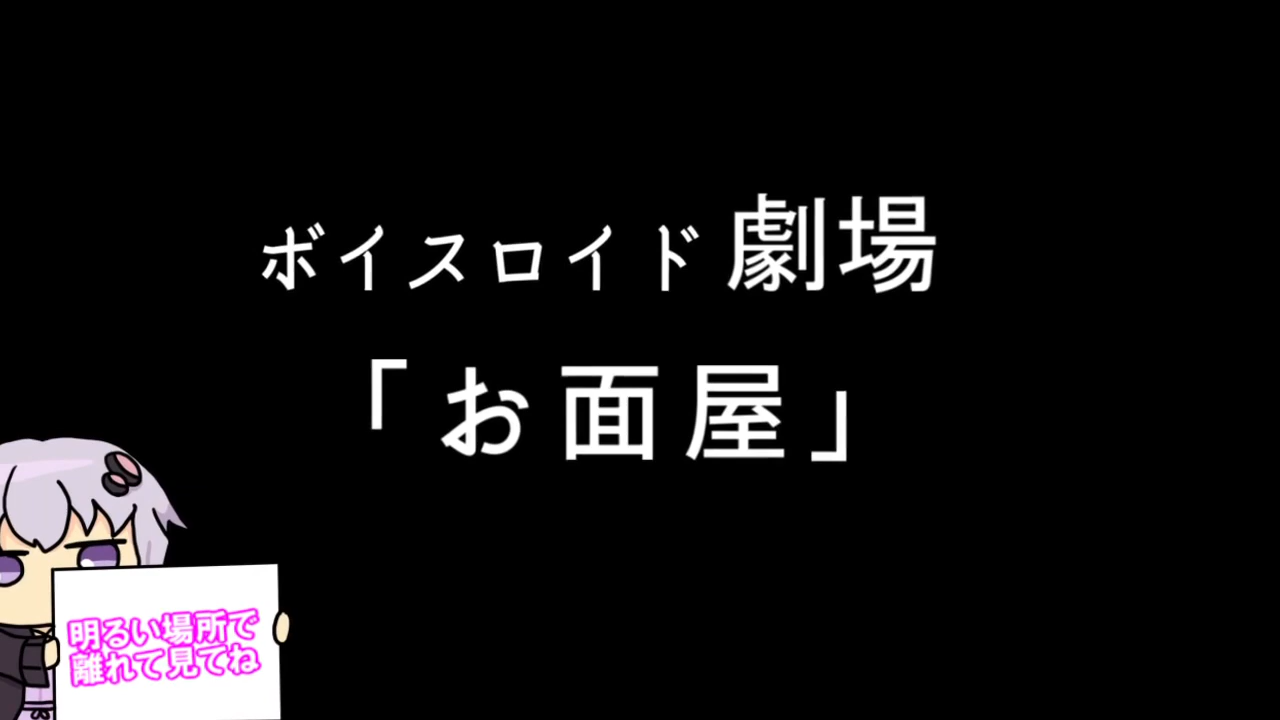 ボイスロイド劇場
「お面屋」
明るい場所で
離れて見てね